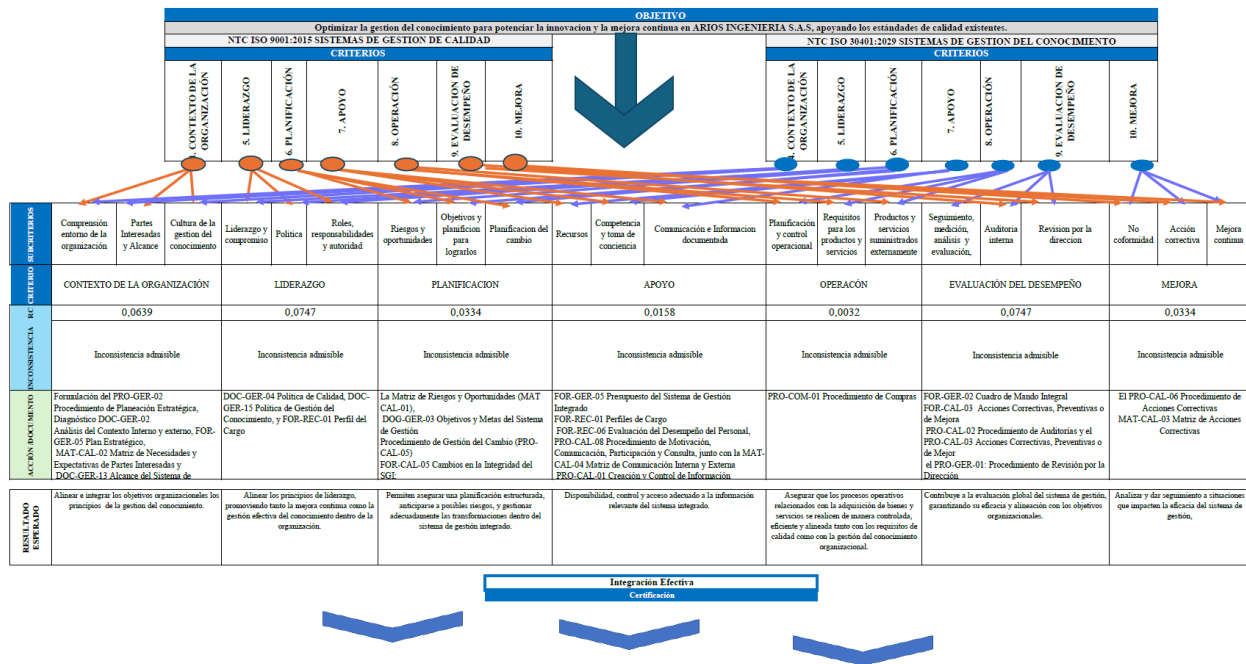 OBJETIVO
Optimizar la gestion del conocimiento para potenciar la innovacion y la mejora continua en ARIOS INGENIERIA S.A.S, apoyando los estándares de calidad existentes.
NTC ISO 9001:2015 SISTEMAS DE GESTION DE CALIDAD
CRITERIOS
4. CONTEXTO DE LA
ORGANIZACIÓN
5. LIDERAZGO
6. PLANIFICACIÓN
7. APOYO
8. OPERACIÓN
9. EVALUACION DE
DESEMPEÑO
10. MEJORA
NTC ISO 30401:2029 SISTEMAS DE GESTION DEL CONOCIMIENTO
CRITERIOS
4. CONTEXTO DE LA
ORGANIZACIÓN
5. LIDERAZGO
6. PLANIFICACIÓN
7. APOYO
8. OPERACIÓN
9. EVALUACION DE
DESEMPEÑO
10. MEJORA
SUBCRITERIOS
Comprensión
entorno de la
organización
Partes
Interesadas
y Alcance
Cultura de la
gestion del
conocimiento
Liderazgo y
compromiso
Politica
Roles,
responsabilidades
y autoridad
Riesgos y
oportunidades
Objetivos y
planificion
para
lograrlos
Planificacion del
cambio
Recursos
Competencia
y toma de
conciencia
Comunicación e Informacion
documentada
Planificación
y control
operacional
Requisitos
para los
productos y
servicios
Productos y
servicios
suministrados
externamente
Seguimiento,
medición,
análisis y
evaluación,
Auditoria
interna
Revision por la
direccion
No
coformidad
Acción
correctiva
Mejora
continua
CRITERIO
CONTEXTO DE LA ORGANIZACIÓN
LIDERAZGO
PLANIFICACION
APOYO
OPERACÓN
EVALUACIÓN DEL DESEMPEÑO
MEJORA
RC
0,0639
0,0747
0,0334
0,0158
0,0032
0,0747
0,0334
INCONSISTENCIA
Inconsistencia admisible
Inconsistencia admisible
Inconsistencia admisible
Inconsistencia admisible
Inconsistencia admisible
Inconsistencia admisible
Inconsistencia admisible
ACCIÓN /DOCUMENTO
Formulación del PRO-GER-02
Procedimiento de Planeación Estratégica,
Diagnóstico DOC-GER-02
Análisis del Contexto Interno y externo, FOR-
GER-05 Plan Estratégico,
MAT-CAL-02 Matriz de Necesidades y
Expectativas de Partes Interesadas y
DOC-GER-13 Alcance del Sistema de
DOC-GER-04 Política de Calidad, DOC-
GER-15 Política de Gestión del
Conocimiento, y FOR-REC-01 Perfil del
Cargo
La Matriz de Riesgos y Oportunidades (MAT
CAL-01),
DOG-GER-03 Objetivos y Metas del Sistema
de Gestión
Procedimiento de Gestión del Cambio (PRO-
CAL-05)
FOR-CAL-05 Cambios en la Integridad del
SGI;
FOR-GER-05 Presupuesto del Sistema de Gestión
Integrado
FOR-REC-01 Perfiles de Cargo
FOR-REC-06 Evaluación del Desempeño del Personal,
PRO-CAL-08 Procedimiento de Motivación,
Comunicación, Participación y Consulta, junto con la MAT-
CAL-04 Matriz de Comunicación Interna y Externa
PRO-CAL-01 Creación y Control de Información
PRO-COM-01 Procedimiento de Compras
FOR-GER-02 Cuadro de Mando Integral
FOR-CAL-03 Acciones Correctivas, Preventivas o
de Mejora
PRO-CAL-02 Procedimiento de Auditorías y el
PRO-CAL-03 Acciones Correctivas, Preventivas o
de Mejor
el PRO-GER-01: Procedimiento de Revisión por la
Dirección
El PRO-CAL-06 Procedimiento de
Acciones Correctivas
MAT-CAL-03 Matriz de Acciones
Correctivas
RESULTADO
ESPERADO
Alinear e integrar los objetivos organizacionales los
principios de la gestión del conocimiento.
Alinear los principios de liderazgo,
promoviendo tanto la mejora continua como la
gestión efectiva del conocimiento dentro de la
organización.
Permiten asegurar una planificación estructurada,
anticiparse a posibles riesgos, y gestionar
adecuadamente las transformaciones dentro del
sistema de gestión integrado.
Disponibilidad, control y acceso adecuado a la información
relevante del sistema integrado.
Asegurar que los procesos operativos
relacionados con la adquisición de bienes y
servicios se realicen de manera controlada,
eficiente y alineada tanto con los requisitos de
calidad como con la gestión del conocimiento
organizacional.
Contribuye a la evaluación global del sistema de gestión,
garantizando su eficacia y alineación con los objetivos
organizacionales.
Analizar y dar seguimiento a situaciones
que impacten la eficacia del sistema de
gestión,
Integración Efectiva
Certificación